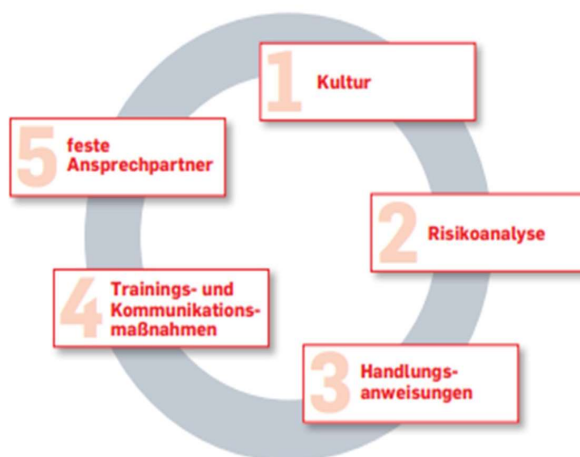 1
Kultur
2
Risikoanalyse
3
Handlungs-
anweisungen
4
Trainings- und
Kommunikations-
maßnahmen
5
feste
Ansprechpartner